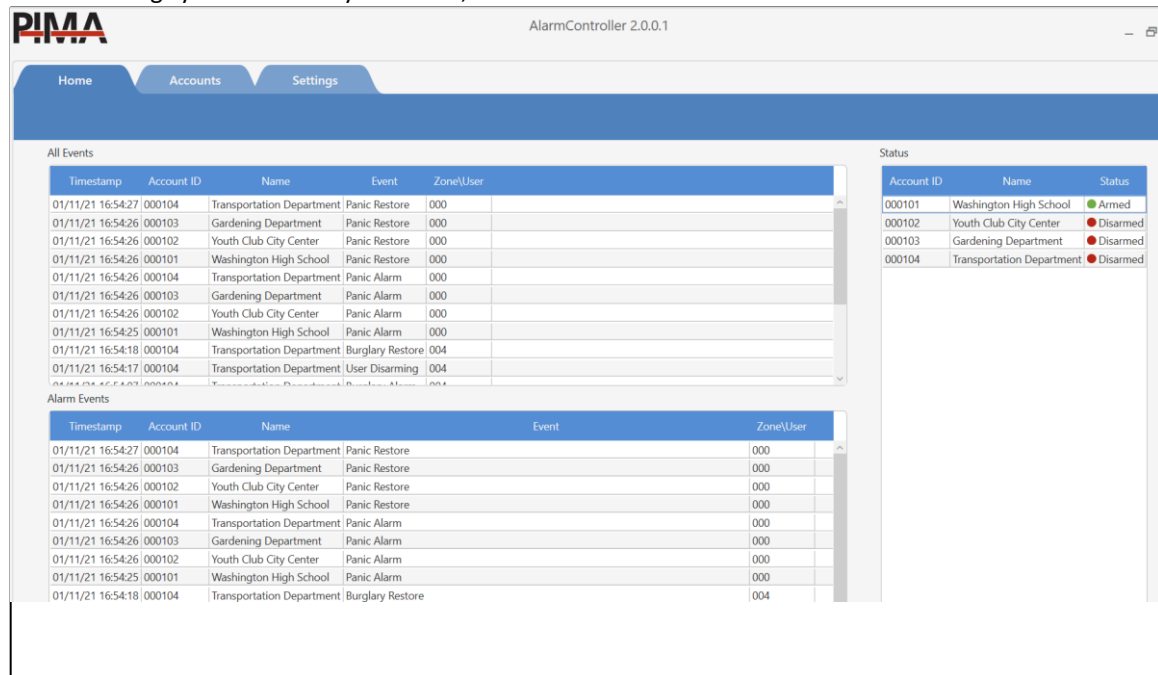 PIMA
AlarmController 2.0.0.1
Home Accounts Settings
All Events
Timestamp Account ID Name Event Zone\User
01/11/21 16:54:27 000104 Transportation Department Panic Restore 000
01/11/21 16:54:26 000103 Gardening Department Panic Restore 000
01/11/21 16:54:26 000102 Youth Club City Center Panic Restore 000
01/11/21 16:54:26 000101 Washington High School Panic Restore 000
01/11/21 16:54:26 000104 Transportation Department Panic Alarm 000
01/11/21 16:54:26 000103 Gardening Department Panic Alarm 000
01/11/21 16:54:26 000102 Youth Club City Center Panic Alarm 000
01/11/21 16:54:25 000101 Washington High School Panic Alarm 000
01/11/21 16:54:18 000104 Transportation Department Burglary Restore 004
01/11/21 16:54:17 000104 Transportation Department User Disarming 004
Alarm Events
Timestamp Account ID Name Event Zone\User
01/11/21 16:54:27 000104 Transportation Department Panic Restore 000
01/11/21 16:54:26 000103 Gardening Department Panic Restore 000
01/11/21 16:54:26 000102 Youth Club City Center Panic Restore 000
01/11/21 16:54:26 000101 Washington High School Panic Restore 000
01/11/21 16:54:26 000104 Transportation Department Panic Alarm 000
01/11/21 16:54:26 000103 Gardening Department Panic Alarm 000
01/11/21 16:54:26 000102 Youth Club City Center Panic Alarm 000
01/11/21 16:54:25 000101 Washington High School Panic Alarm 000
01/11/21 16:54:18 000104 Transportation Department Burglary Restore 004
Status
Account ID Name Status
000101 Washington High School Armed
000102 Youth Club City Center Disarmed
000103 Gardening Department Disarmed
000104 Transportation Department Disarmed